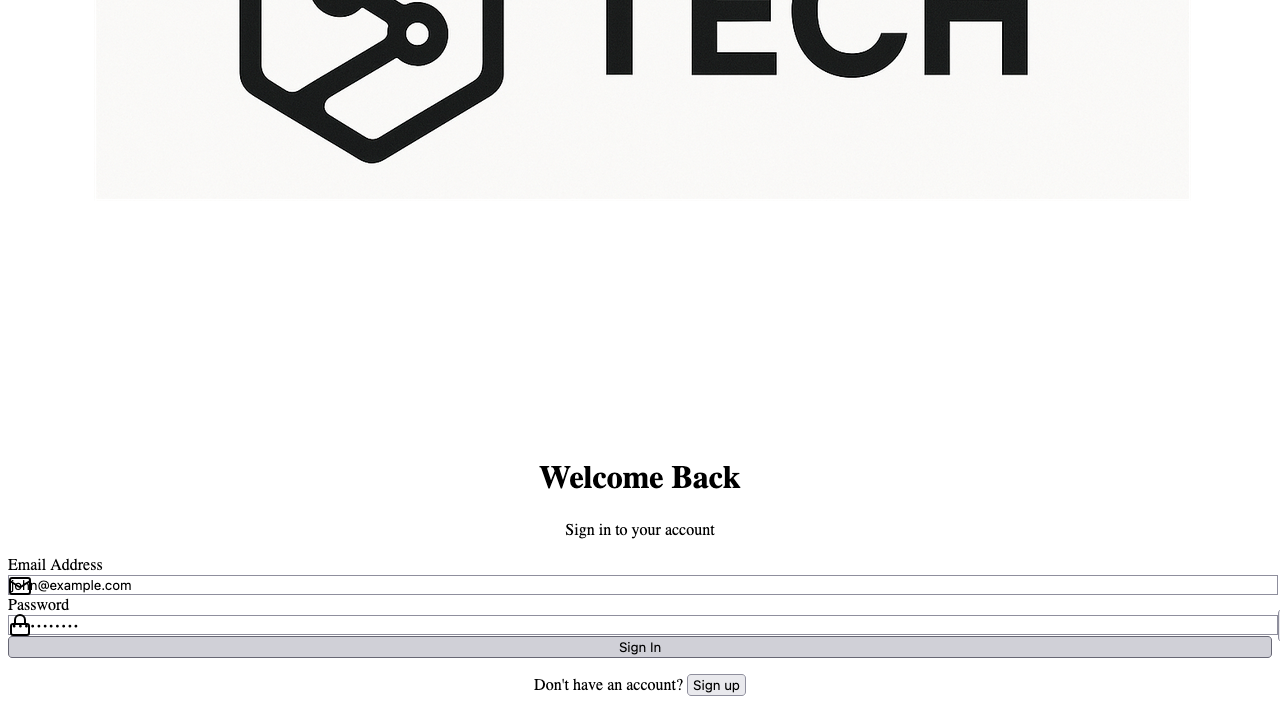 TECH
Welcome Back
Sign in to your account
Email Address
john@example.com
Password
Sign In
Don't have an account? Sign up